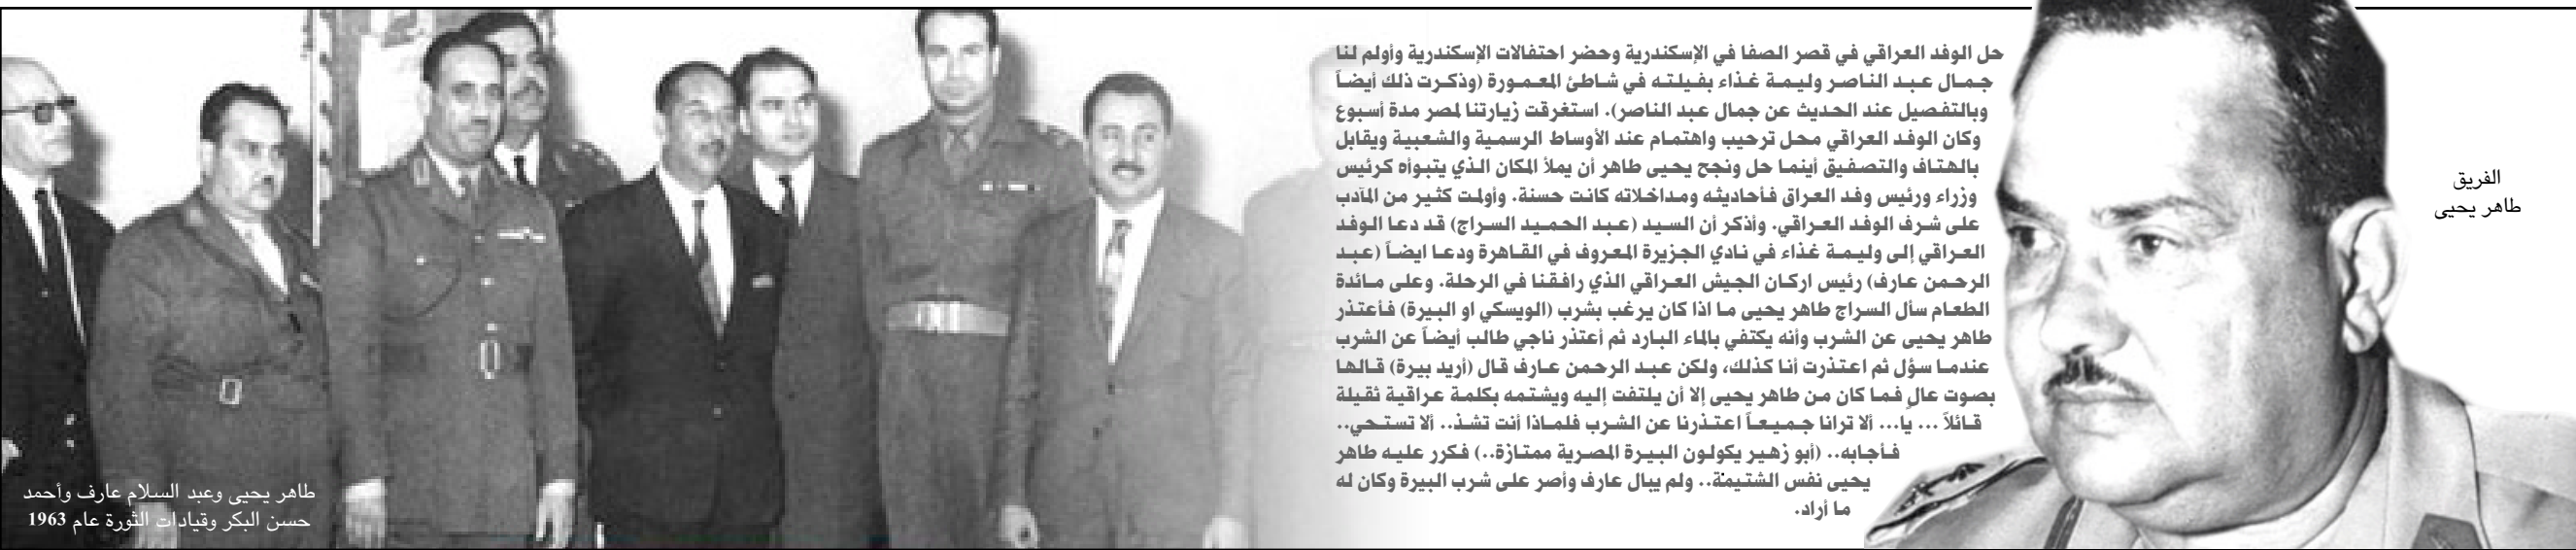 حل الوفد العراقي في قصر الصفا في الإسكندرية وحضر احتفالات الإسكندرية وأولم لنا
جمال عبد الناصر وليمة غذاء بفيلته في شاطئ المعمورة (وذكرت ذلك أيضاً
وبالتفصيل عند الحديث عن جمال عبد الناصر). استغرقت زيارتنا لمصر مدة أسبوع
وكان الوفد العراقي محل ترحيب واهتمام عند الأوساط الرسمية والشعبية ويقابل
بالهتاف والتصفيق أينما حل ونجح يحيى طاهر أن يملأ المكان الذي يتبوأه كرئيس
وزراء ورئيس وفد العراق فأحاديثه ومداخلاته كانت حسنة. وأولمت كثير من المآدب
على شرف الوفد العراقي. وأذكر أن السيد (عبد الحميد السراج) قد دعا الوفد
العراقي إلى وليمة غذاء في نادي الجزيرة المعروف في القاهرة ودعا ايضاً (عبد
الرحمن عارف) رئيس اركان الجيش العراقي الذي رافقنا في الرحلة. وعلى مائدة
الطعام سأل السراج طاهر يحيى ما اذا كان يرغب بشرب (الويسكي او البيرة) فأعتذر
طاهر يحيى عن الشرب وأنه يكتفي بالماء البارد ثم أعتذر ناجي طالب أيضاً عن الشرب
عندما سؤل ثم اعتذرت أنا كذلك، ولكن عبد الرحمن عارف قال (أريد بيرة) قالها
بصوت عالٍ فما كان من طاهر يحيى إلا أن يلتفت إليه ويشتمه بكلمة عراقية ثقيلة
قائلاً ... يا... ألا ترانا جميعاً اعتذرنا عن الشرب فلماذا أنت تشذ.. ألا تستحي..
فأجابه.. (أبو زهير يكولون البيرة المصرية ممتازة..) فكرر عليه طاهر
يحيى نفس الشتيمة.. ولم يبال عارف وأصر على شرب البيرة وكان له
ما أراد.
الفريق
طاهر يحيى
طاهر يحيى وعبد السلام عارف وأحمد
حسن البكر وقيادات الثورة عام 1963